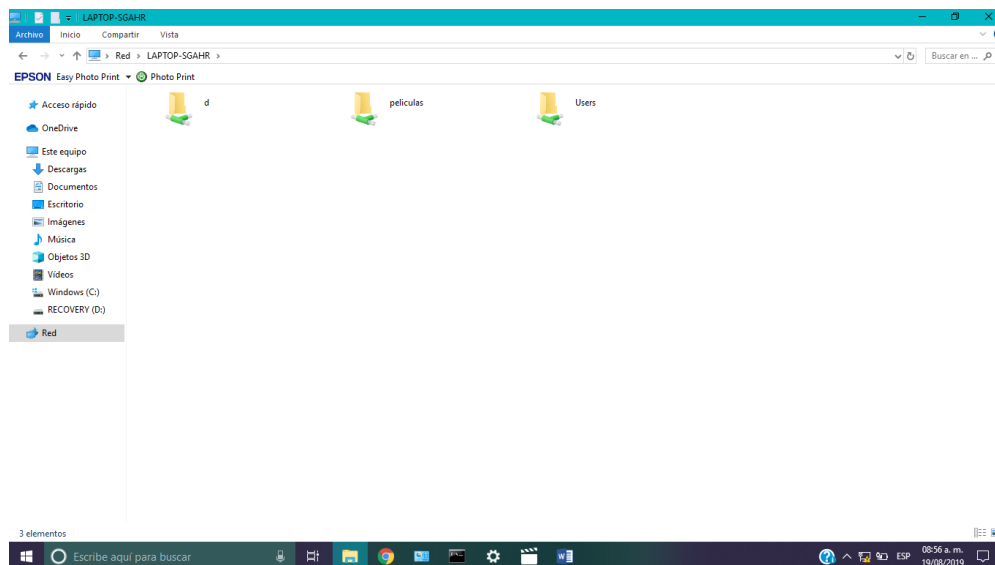 LAPTOP-SGAHR
Archivo Inicio Compartir Vista
Red > LAPTOP-SGAHR >
Buscar en ...
EPSON Easy Photo Print Photo Print
Acceso rápido
OneDrive
Este equipo
Descargas
Documentos
Escritorio
Imágenes
Música
Objetos 3D
Vídeos
Windows (C:)
RECOVERY (D:)
Red
d
peliculas
Users
3 elementos
Escribe aquí para buscar
ESP
08:56 a. m.
19/08/2019